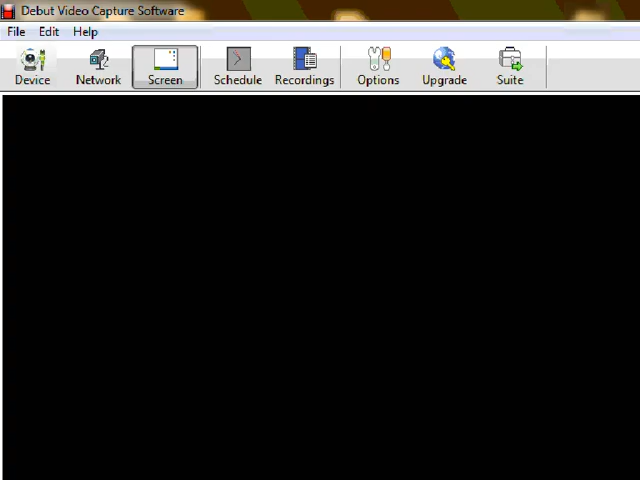 Debut Video Capture Software
File Edit Help
Device Network Screen Schedule Recordings Options Upgrade Suite